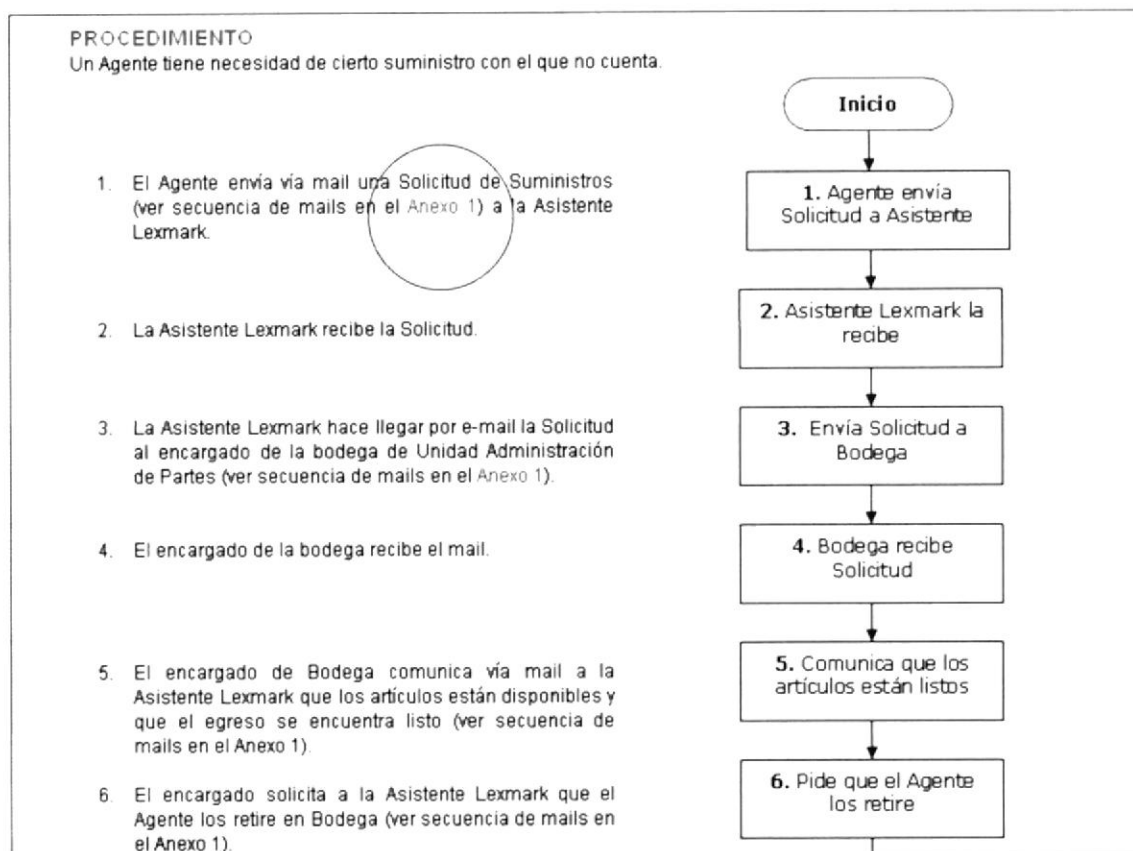 PROCEDIMIENTO
Un Agente tiene necesidad de cierto suministro con el que no cuenta.
Inicio
1. El Agente envía vía mail una Solicitud de Suministros
(ver secuencia de mails en el Anexo 1) a la Asistente
Lexmark.
1. Agente envía
Solicitud a Asistente
2. La Asistente Lexmark recibe la Solicitud.
2. Asistente Lexmark la
recibe
3. La Asistente Lexmark hace llegar por e-mail la Solicitud
al encargado de la bodega de Unidad Administración
de Partes (ver secuencia de mails en el Anexo 1).
3. Envía Solicitud a
Bodega
4. El encargado de la bodega recibe el mail.
4. Bodega recibe
Solicitud
5. El encargado de Bodega comunica vía mail a la
Asistente Lexmark que los artículos están disponibles y
que el egreso se encuentra listo (ver secuencia de
mails en el Anexo 1).
5. Comunica que los
artículos están listos
6. El encargado solicita a la Asistente Lexmark que el
Agente los retire en Bodega (ver secuencia de mails en
el Anexo 1).
6. Pide que el Agente
los retire